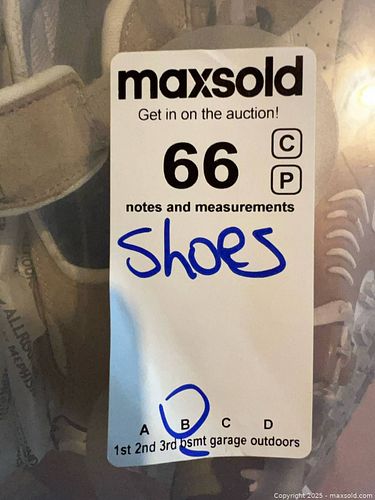 maxsold
Get in on the auction!
66
C
P
notes and measurements
Shoes
A B C D
1st 2nd 3rd bsmt garage outdoors
Copyright 2025 - maxsold.com